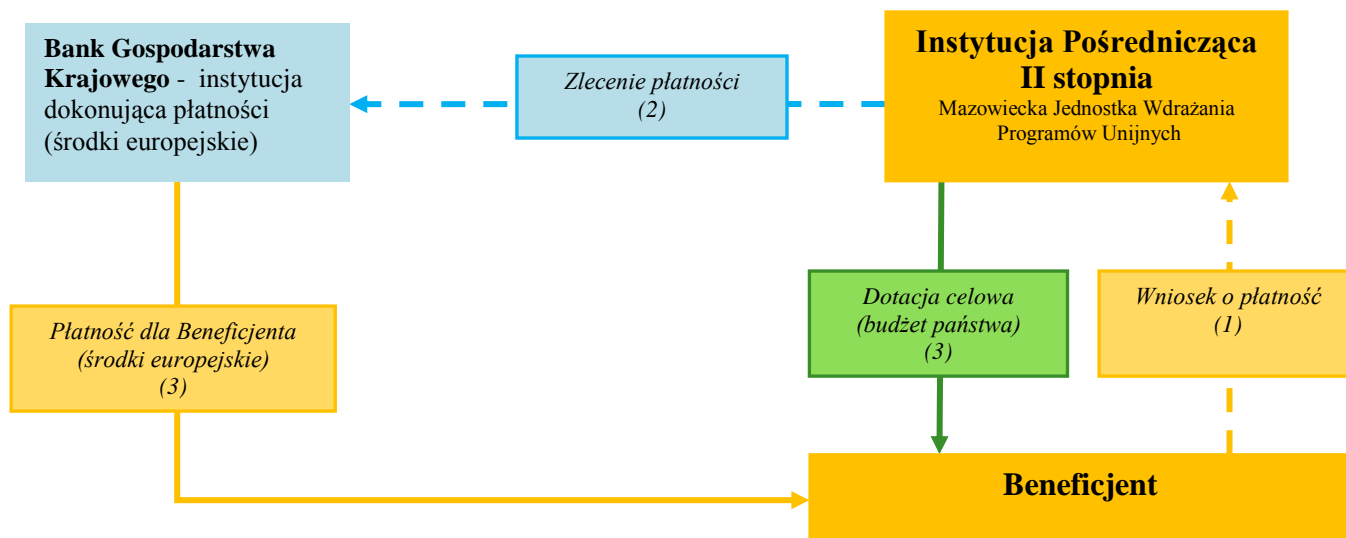 Bank Gospodarstwa
Krajowego - instytucja
dokonująca płatności
(środki europejskie)
Zlecenie płatności
(2)
Instytucja Pośrednicząca
II stopnia
Mazowiecka Jednostka Wdrażania
Programów Unijnych
Płatność dla Beneficjenta
(środki europejskie)
(3)
Dotacja celowa
(budżet państwa)
(3)
Wniosek o płatność
(1)
Beneficjent